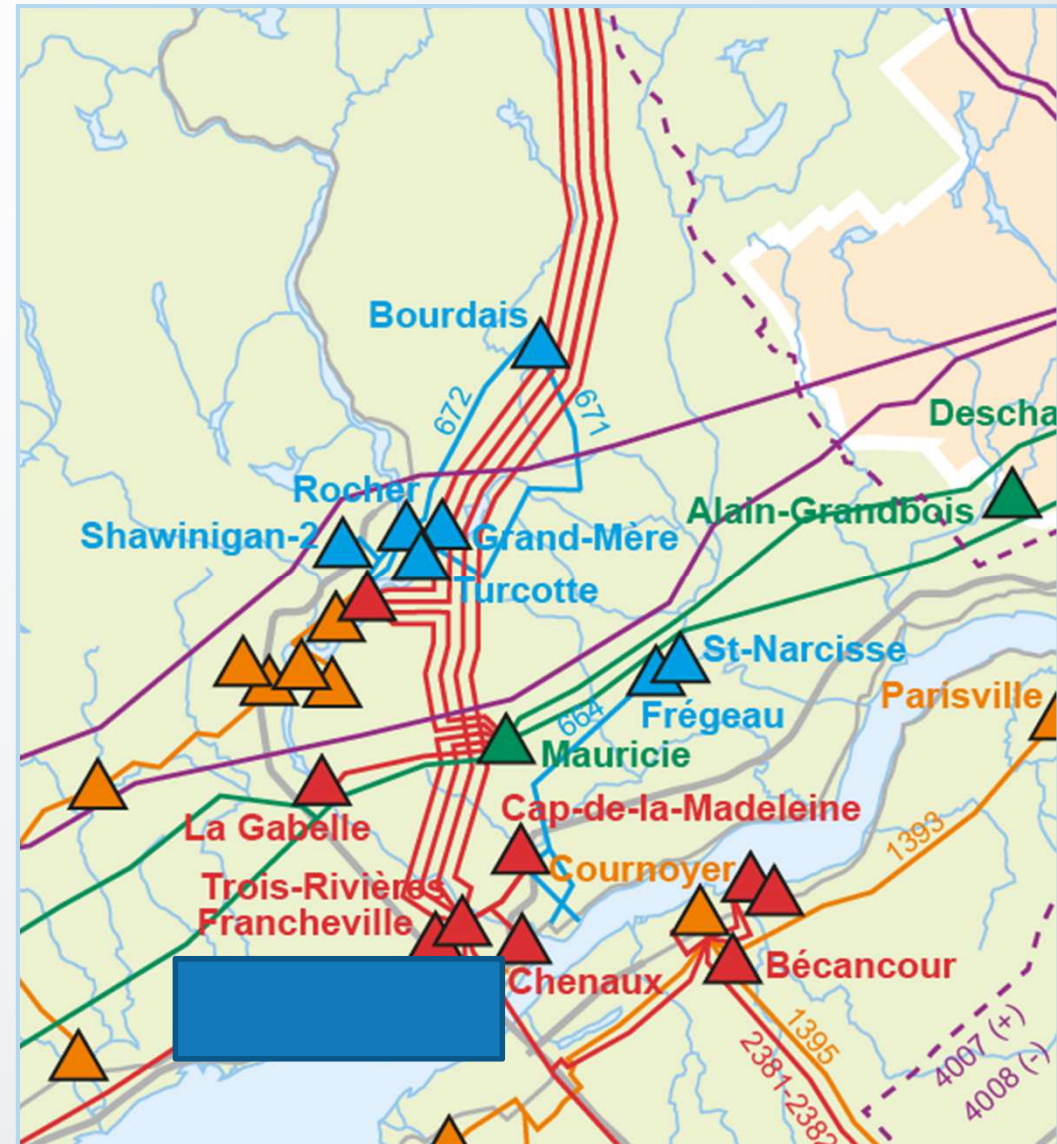 Bourdais
672
671
Descha
Rocher
Alain-Grandbois
Shawinigan-2
Grand-Mère
Turcotte
St-Narcisse
Parisville
Frégeau
664
Mauricie
Cap-de-la-Madeleine
La Gabelle
1393
Cournoyer
Trois-Rivières
Francheville
Bécancour
Chenaux
1395
2381-2382
4007 (+)
4008 (-)